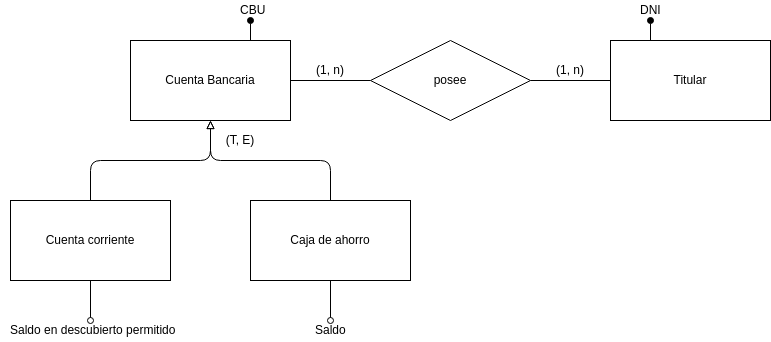 CBU
DNI
Cuenta Bancaria
(1, n)
posee
(1, n)
Titular
(T, E)
Cuenta corriente
Caja de ahorro
Saldo en descubierto permitido
Saldo